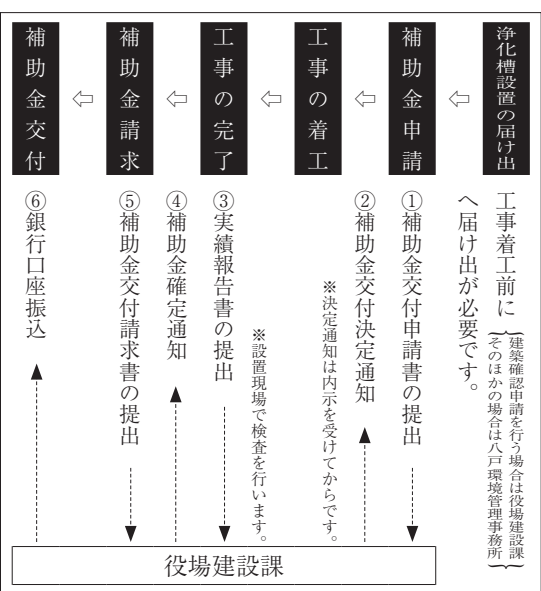 浄化槽設置の届け出
工事着工前に
建築確認申請を行う場合は役場建設課
そのほかの場合は八戸環境管理事務所
へ届け出が必要です。
⇦
補助金申請
①補助金交付申請書の提出
②補助金交付決定通知
※決定通知は内示を受けてからです。
⇦
工事の着工
⇦
工事の完了
※設置現場で検査を行います。
③実績報告書の提出
④補助金確定通知
⇦
補助金請求
⑤補助金交付請求書の提出
⇦
補助金交付
⑥銀行口座振込
役場建設課